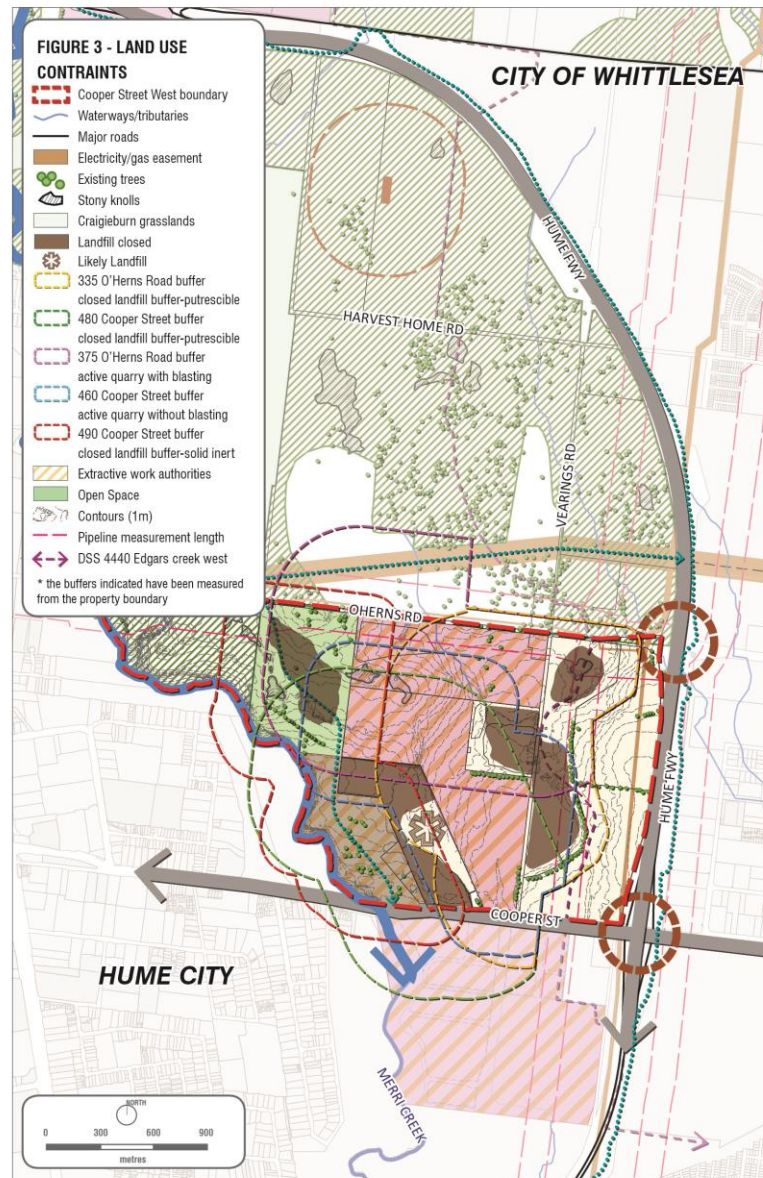 FIGURE 3 - LAND USE
CONTRAINTS
Cooper Street West boundary
Waterways/tributaries
Major roads
Electricity/gas easement
Existing trees
Stony knolls
Craigieburn grasslands
Landfill closed
Likely Landfill
335 O'Herns Road buffer
closed landfill buffer-putrescible
480 Cooper Street buffer
closed landfill buffer-putrescible
375 O'Herns Road buffer
active quarry with blasting
460 Cooper Street buffer
active quarry without blasting
490 Cooper Street buffer
closed landfill buffer-solid inert
Extractive work authorities
Open Space
Contours (1m)
Pipeline measurement length
DSS 4440 Edgars creek west
* the buffers indicated have been measured
from the property boundary
CITY OF WHITTLESEA
HUME FWY
HARVEST HOME RD
VEARINGS RD
OHERNS RD
HUME FWY
COOPER ST
HUME CITY
MERRI CREEK
NORTH
0 300 600 900
metres